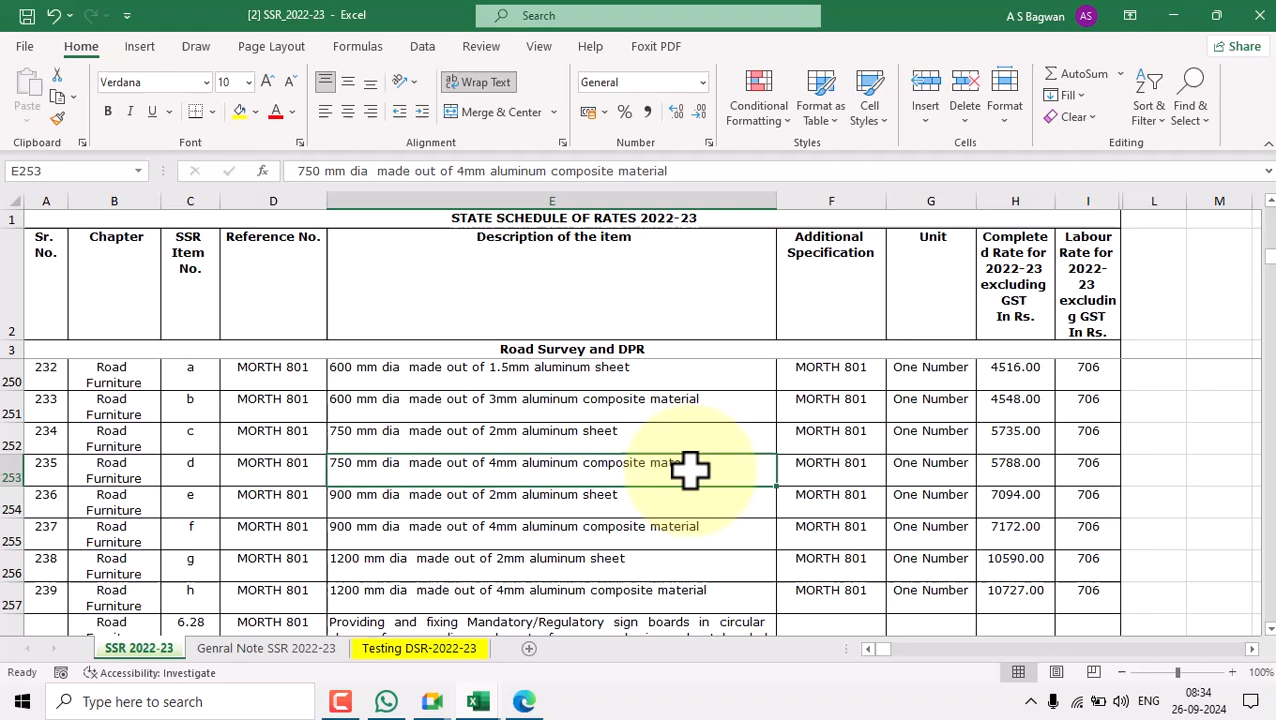 [2] SSR_2022-23 - Excel
Search
A S Bagwan
AS
File Home Insert Draw Page Layout Formulas Data Review View Help Foxit PDF Share
Paste
Verdana 10
Wrap Text
Merge & Center
General
Conditional Formatting
Format as Table
Cell Styles
Insert Delete Format
AutoSum
Fill
Clear
Sort & Filter
Find & Select
Clipboard Font Alignment Number Styles Cells Editing
E253 fx 750 mm dia made out of 4mm aluminum composite material
A B C D E F G H I L M
1 STATE SCHEDULE OF RATES 2022-23
Sr. Chapter SSR Reference No. Description of the item Additional Unit Complete Labour
No. Item Specification d Rate for Rate for
No. 2022-23 2022-
excluding 23
GST excludin
In Rs. g GST
2 In Rs.
3 Road Survey and DPR
232 Road a MORTH 801 600 mm dia made out of 1.5mm aluminum sheet MORTH 801 One Number 4516.00 706
250 Furniture
233 Road b MORTH 801 600 mm dia made out of 3mm aluminum composite material MORTH 801 One Number 4548.00 706
251 Furniture
234 Road c MORTH 801 750 mm dia made out of 2mm aluminum sheet MORTH 801 One Number 5735.00 706
252 Furniture
235 Road d MORTH 801 750 mm dia made out of 4mm aluminum composite MORTH 801 One Number 5788.00 706
253 Furniture
236 Road e MORTH 801 900 mm dia made out of 2mm aluminum sheet MORTH 801 One Number 7094.00 706
254 Furniture
237 Road f MORTH 801 900 mm dia made out of 4mm aluminum composite material MORTH 801 One Number 7172.00 706
255 Furniture
238 Road g MORTH 801 1200 mm dia made out of 2mm aluminum sheet MORTH 801 One Number 10590.00 706
256 Furniture
239 Road h MORTH 801 1200 mm dia made out of 4mm aluminum composite material MORTH 801 One Number 10727.00 706
257 Furniture
Road 6.28 Providing and fixing Mandatory/Regulatory sign boards in circular
SSR 2022-23 Genral Note SSR 2022-23 Testing DSR-2022-23
Ready Accessibility: Investigate 100%
Type here to search
ENG
08:34
26-09-2024